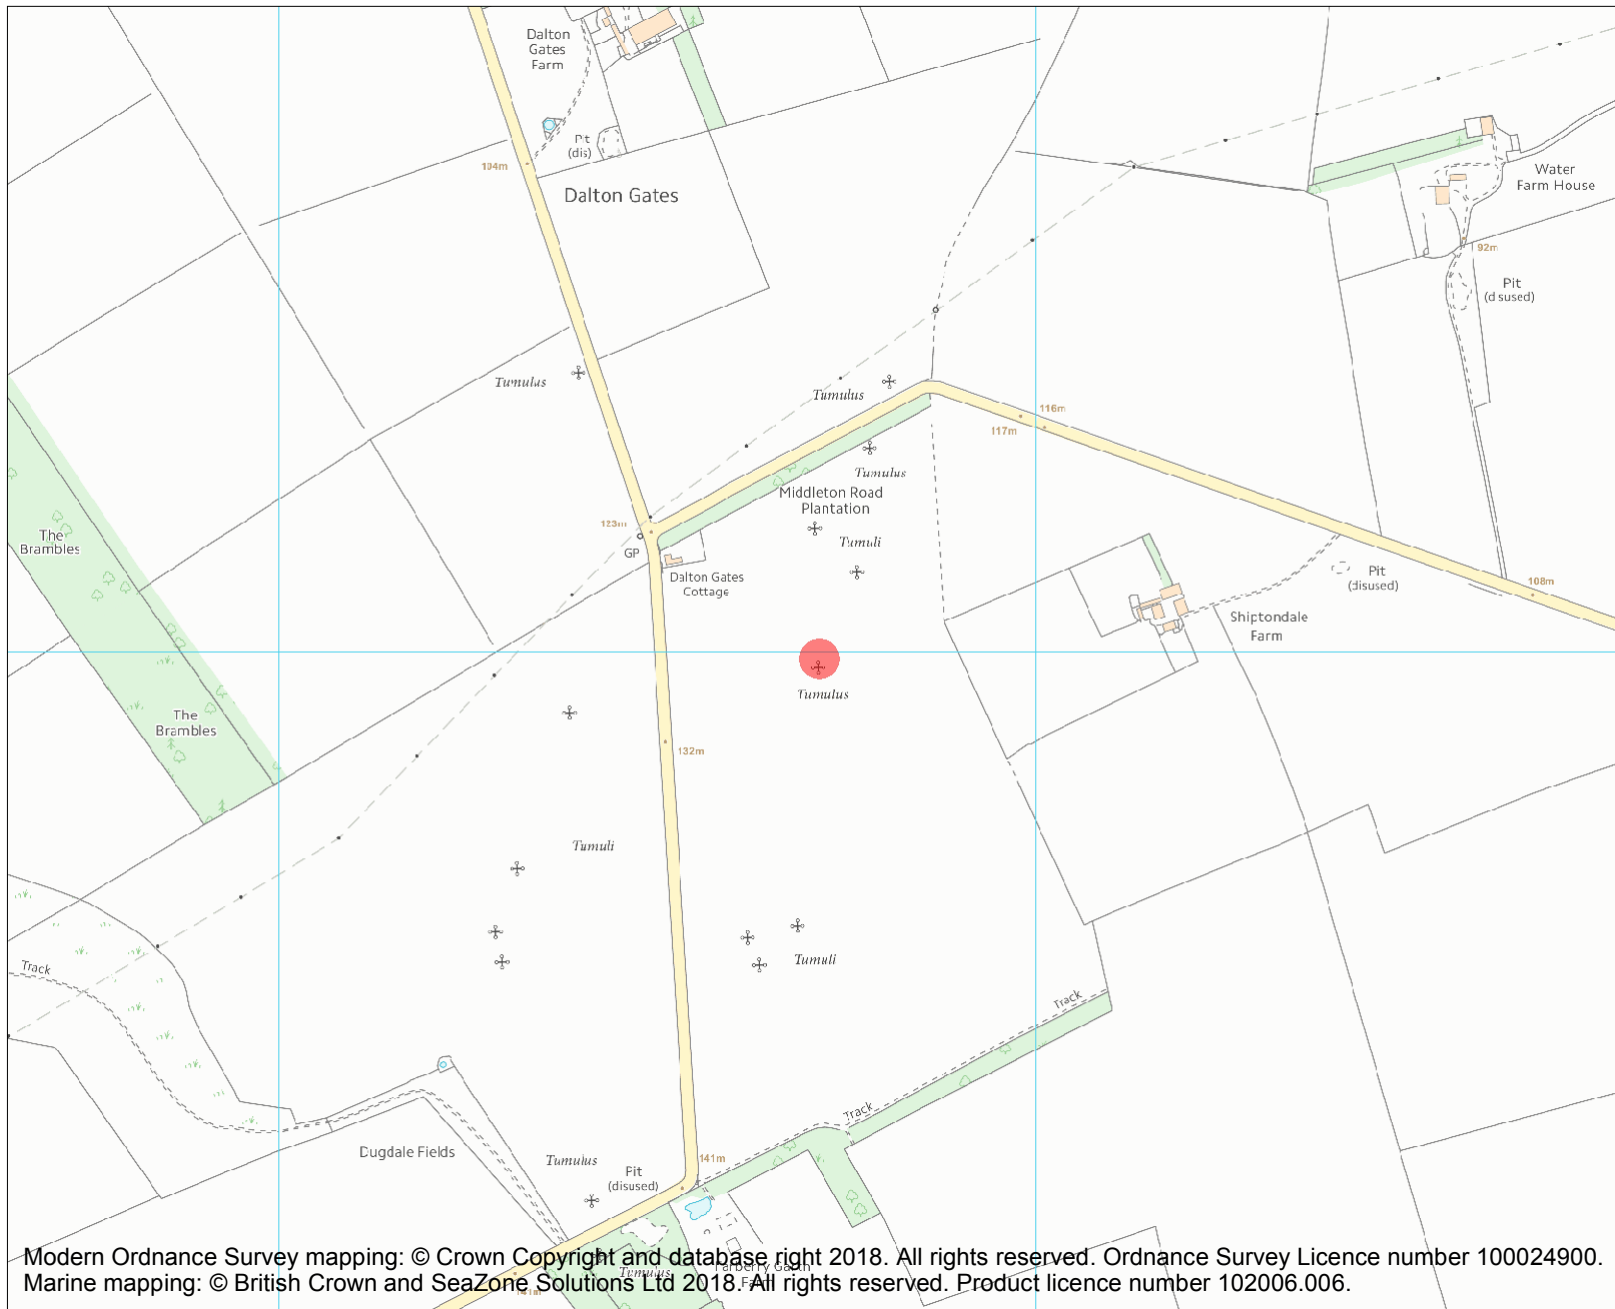 Dalton
Gates
Farm
Pit
(dis)
104m
Dalton Gates
Water
Farm House
92m
Pit
(disused)
Tumulus
Tumulus
116m
117m
Tumulus
Middleton Road
Plantation
123m
GP
Tumuli
The
Brambles
Dalton Gates
Cottage
Pit
(disused)
108m
Shiptondale
Farm
Tumulus
The
Brambles
132m
Tumuli
Tumuli
Track
Track
Track
Dugdale Fields
Tumulus
Pit
(disused)
141m
Tumulus
Farm
Modern Ordnance Survey mapping: © Crown Copyright and database right 2018. All rights reserved. Ordnance Survey Licence number 100024900.
Marine mapping: © British Crown and SeaZone Solutions Ltd 2018. All rights reserved. Product licence number 102006.006.